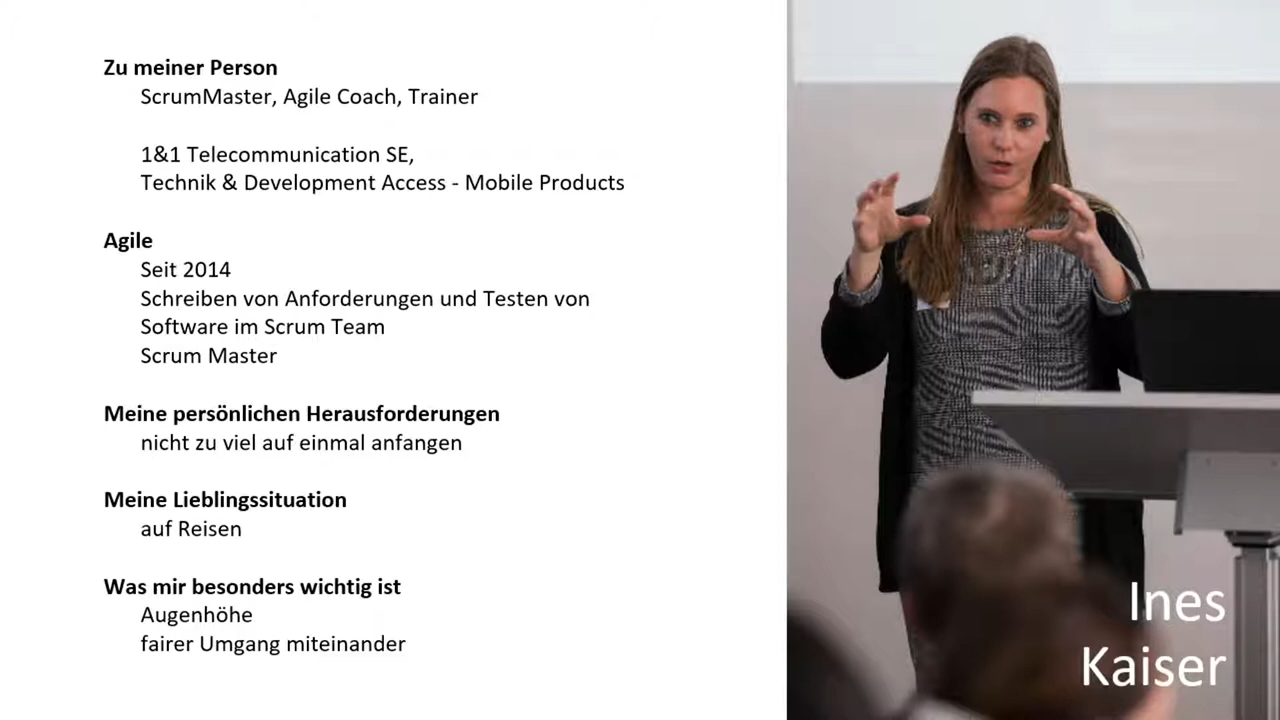 Zu meiner Person
ScrumMaster, Agile Coach, Trainer
1&1 Telecommunication SE,
Technik & Development Access - Mobile Products
Agile
Seit 2014
Schreiben von Anforderungen und Testen von
Software im Scrum Team
Scrum Master
Meine persönlichen Herausforderungen
nicht zu viel auf einmal anfangen
Meine Lieblingssituation
auf Reisen
Was mir besonders wichtig ist
Augenhöhe
fairer Umgang miteinander
Ines
Kaiser